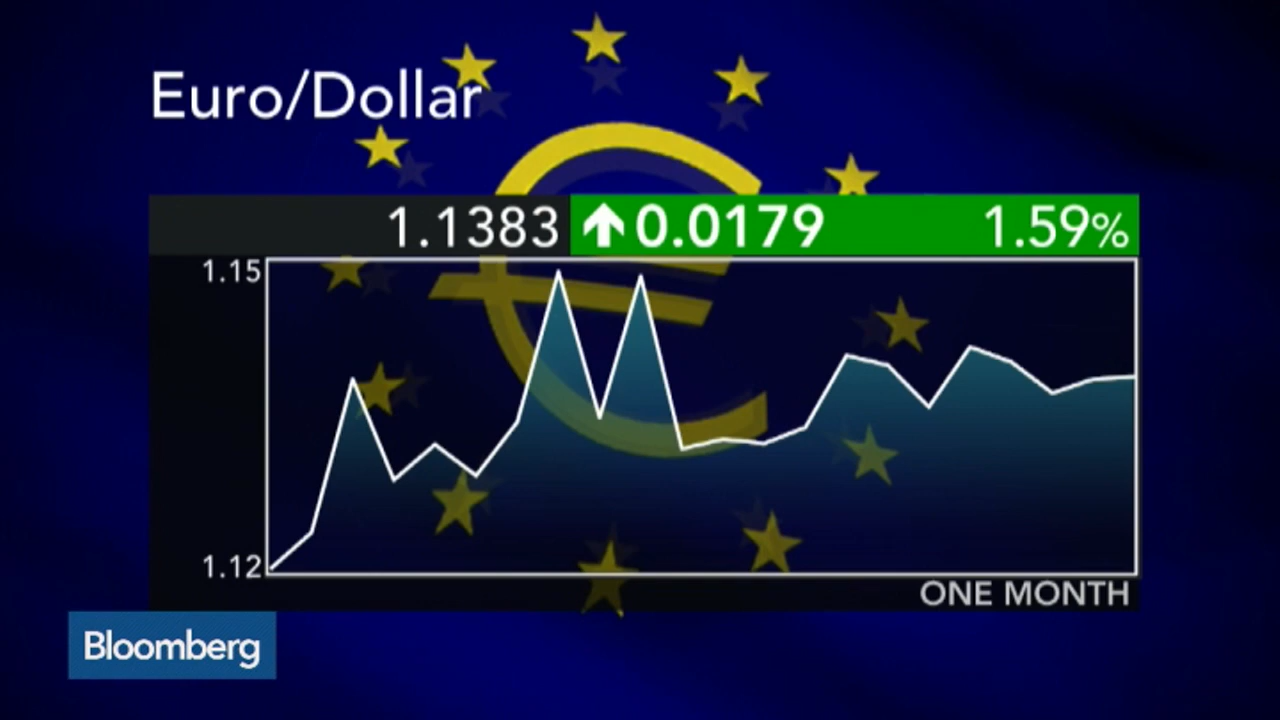 Euro/Dollar
1.1383 ↑0.0179 1.59%
1.15
1.12
ONE MONTH
Bloomberg